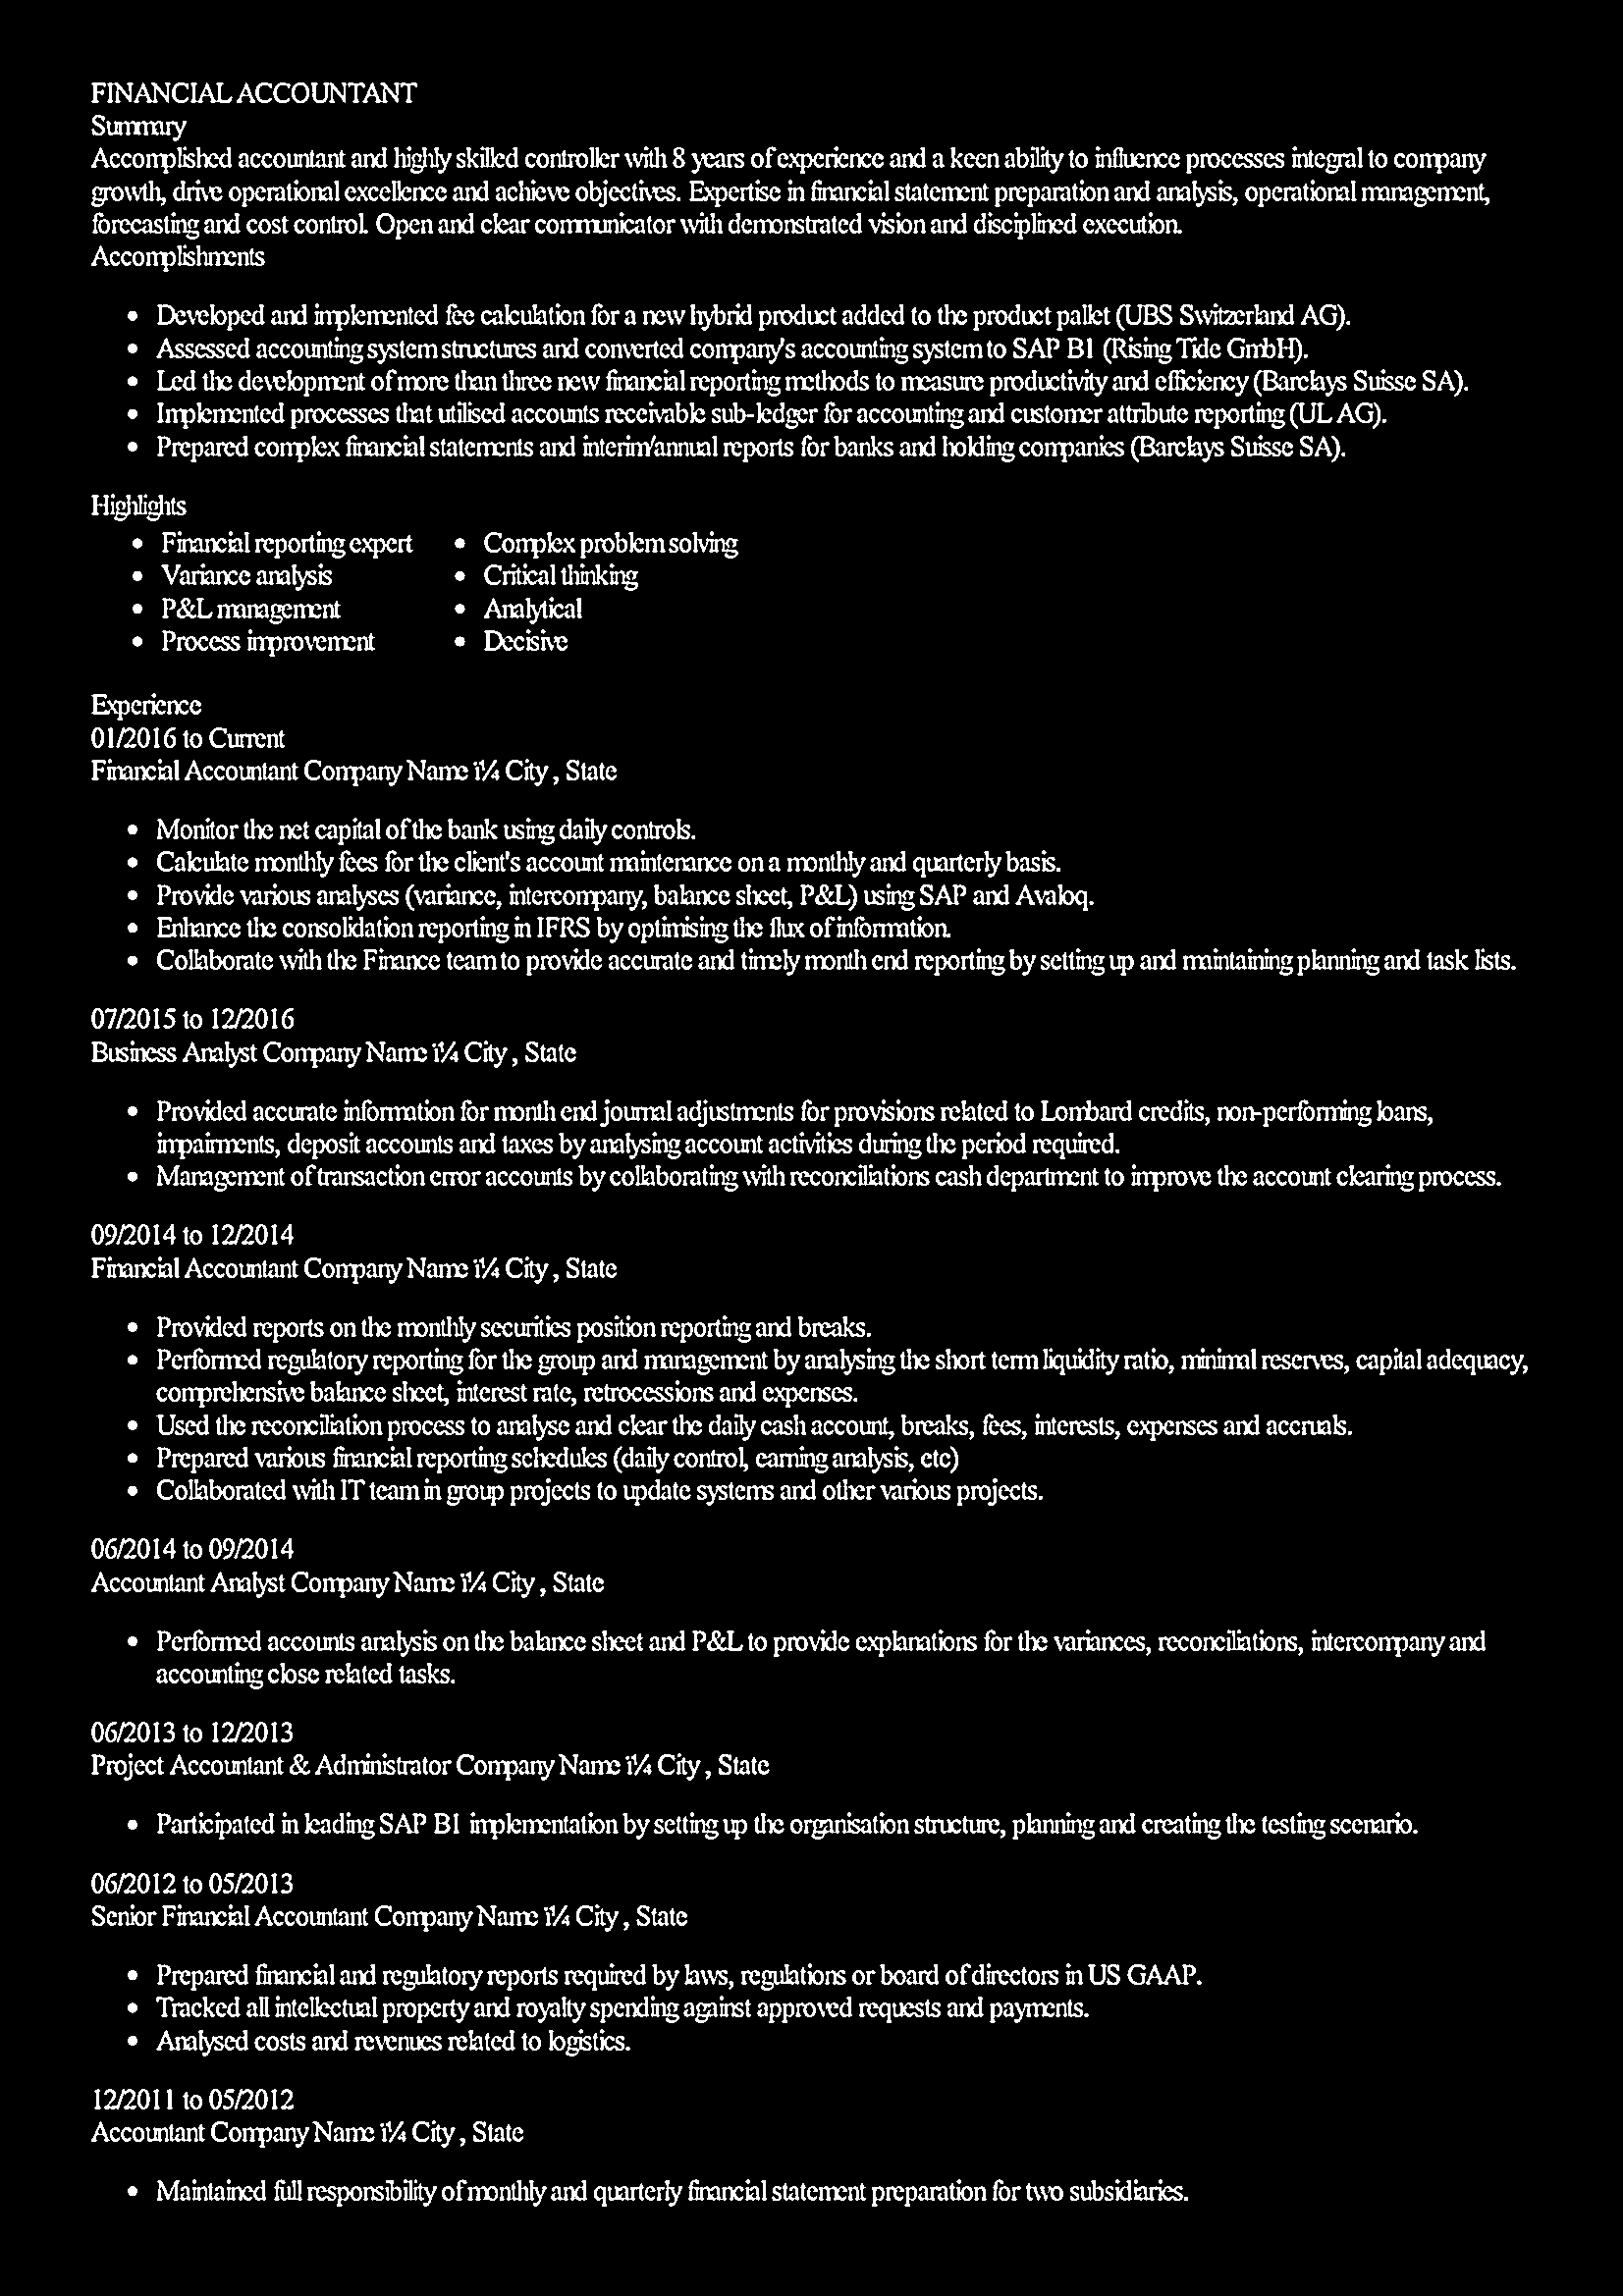 FINANCIAL ACCOUNTANT
Summary
Accomplished accountant and highly skilled controller with 8 years of experience and a keen ability to influence processes integral to company
growth, drive operational excellence and achieve objectives. Expertise in financial statement preparation and analysis, operational management,
forecasting and cost control. Open and clear communicator with demonstrated vision and disciplined execution.
Accomplishments
• Developed and implemented fee calculation for a new hybrid product added to the product pallet (UBS Switzerland AG).
• Assessed accounting system structures and converted company's accounting system to SAP B1 (Rising Tide GmbH).
• Led the development of more than three new financial reporting methods to measure productivity and efficiency (Barclays Suisse SA).
• Implemented processes that utilised accounts receivable sub-ledger for accounting and customer attribute reporting (UL AG).
• Prepared complex financial statements and interim/annual reports for banks and holding companies (Barclays Suisse SA).
Highlights
• Financial reporting expert • Complex problem solving
• Variance analysis • Critical thinking
• P&L management • Analytical
• Process improvement • Decisive
Experience
01/2016 to Current
Financial Accountant Company Name ï¼ City , State
• Monitor the net capital of the bank using daily controls.
• Calculate monthly fees for the client's account maintenance on a monthly and quarterly basis.
• Provide various analyses (variance, intercompany, balance sheet, P&L) using SAP and Avaloq.
• Enhance the consolidation reporting in IFRS by optimising the flux of information.
• Collaborate with the Finance team to provide accurate and timely month end reporting by setting up and maintaining planning and task lists.
07/2015 to 12/2016
Business Analyst Company Name ï¼ City , State
• Provided accurate information for month end journal adjustments for provisions related to Lombard credits, non-performing loans,
impairments, deposit accounts and taxes by analysing account activities during the period required.
• Management of transaction error accounts by collaborating with reconciliations cash department to improve the account clearing process.
09/2014 to 12/2014
Financial Accountant Company Name ï¼ City , State
• Provided reports on the monthly securities position reporting and breaks.
• Performed regulatory reporting for the group and management by analysing the short term liquidity ratio, minimal reserves, capital adequacy,
comprehensive balance sheet, interest rate, retrocessions and expenses.
• Used the reconciliation process to analyse and clear the daily cash account, breaks, fees, interests, expenses and accruals.
• Prepared various financial reporting schedules (daily control, earning analysis, etc)
• Collaborated with IT team in group projects to update systems and other various projects.
06/2014 to 09/2014
Accountant Analyst Company Name ï¼ City , State
• Performed accounts analysis on the balance sheet and P&L to provide explanations for the variances, reconciliations, intercompany and
accounting close related tasks.
06/2013 to 12/2013
Project Accountant & Administrator Company Name ï¼ City , State
• Participated in leading SAP B1 implementation by setting up the organisation structure, planning and creating the testing scenario.
06/2012 to 05/2013
Senior Financial Accountant Company Name ï¼ City , State
• Prepared financial and regulatory reports required by laws, regulations or board of directors in US GAAP.
• Tracked all intellectual property and royalty spending against approved requests and payments.
• Analysed costs and revenues related to logistics.
12/2011 to 05/2012
Accountant Company Name ï¼ City , State
• Maintained full responsibility of monthly and quarterly financial statement preparation for two subsidiaries.